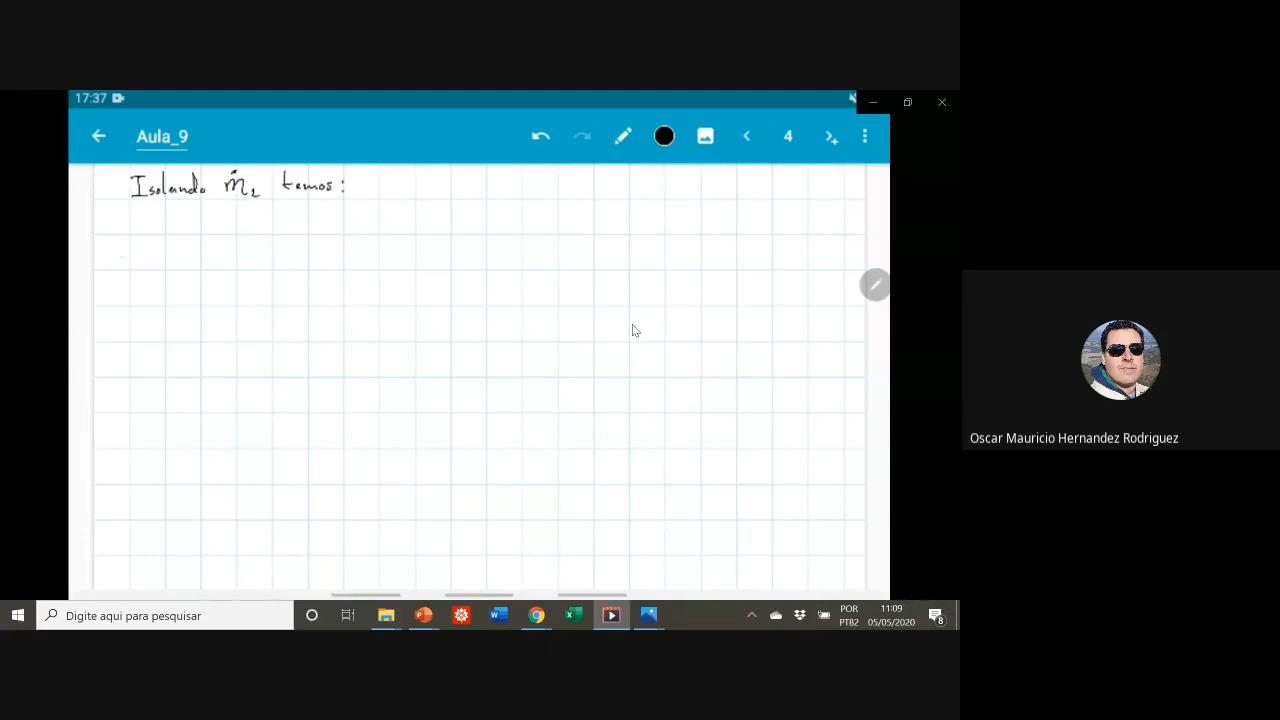 17:37
Aula_9
4
Isolando ṁ₂ temos:
Oscar Mauricio Hernandez Rodriguez
Digite aqui para pesquisar
POR
PTB2
11:09
05/05/2020
8